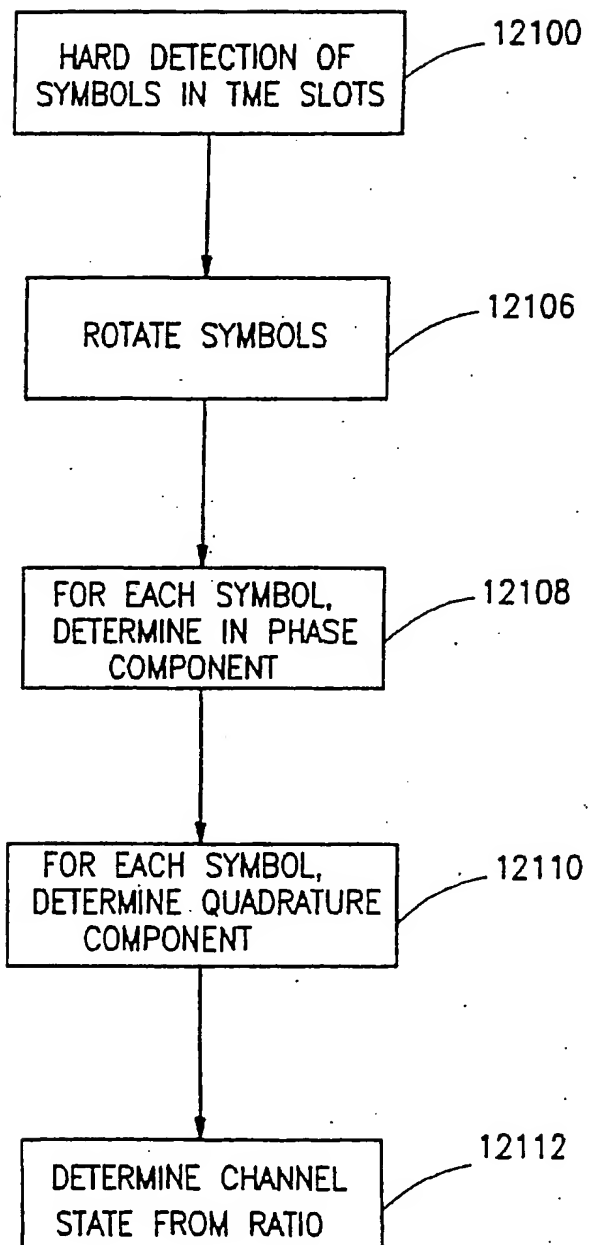 HARD DETECTION OF
SYMBOLS IN TME SLOTS
12100
ROTATE SYMBOLS
12106
FOR EACH SYMBOL,
DETERMINE IN PHASE
COMPONENT
12108
FOR EACH SYMBOL,
DETERMINE QUADRATURE
COMPONENT
12110
DETERMINE CHANNEL
STATE FROM RATIO
12112